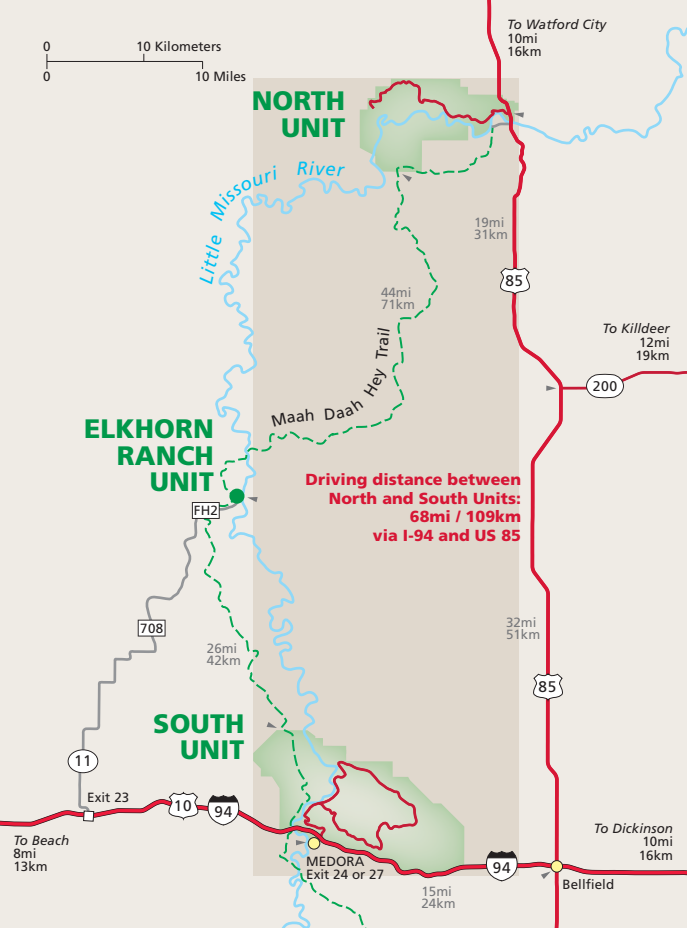 To Watford City
10mi
16km
0
10 Kilometers
0
10 Miles
NORTH
UNIT
Little Missouri River
19mi
31km
85
44mi
71km
To Killdeer
12mi
19km
200
Maah Daah Hey Trail
ELKHORN
RANCH
UNIT
FH2
Driving distance between
North and South Units:
68mi / 109km
via I-94 and US 85
708
32mi
51km
26mi
42km
85
SOUTH
UNIT
11
Exit 23
10
94
To Beach
8mi
13km
MEDORA
Exit 24 or 27
94
15mi
24km
To Dickinson
10mi
16km
Bellfield